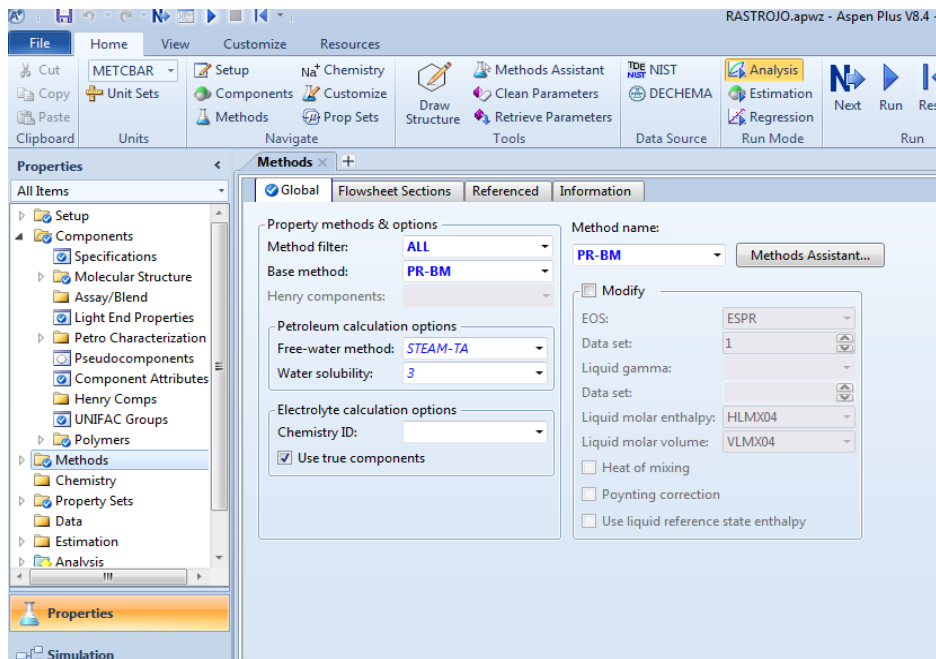 RASTROJO.apwz - Aspen Plus V8.4 -
File Home View Customize Resources
Cut METCBAR Setup Na+ Chemistry Methods Assistant TDE NIST NIST Analysis
Copy Unit Sets Components Customize Clean Parameters DECHEMA Estimation
Paste Methods Prop Sets Draw Structure Retrieve Parameters Regression Next Run Res
Clipboard Units Navigate Tools Data Source Run Mode Run
Properties
All Items
Setup
Components
Specifications
Molecular Structure
Assay/Blend
Light End Properties
Petro Characterization
Pseudocomponents
Component Attributes
Henry Comps
UNIFAC Groups
Polymers
Methods
Chemistry
Property Sets
Data
Estimation
Analysis
Properties
Simulation
Methods
Global Flowsheet Sections Referenced Information
Property methods & options
Method filter: ALL
Base method: PR-BM
Henry components:
Petroleum calculation options
Free-water method: STEAM-TA
Water solubility: 3
Electrolyte calculation options
Chemistry ID:
Use true components
Method name:
PR-BM Methods Assistant...
Modify
EOS: ESPR
Data set: 1
Liquid gamma:
Data set:
Liquid molar enthalpy: HLMX04
Liquid molar volume: VLMX04
Heat of mixing
Poynting correction
Use liquid reference state enthalpy